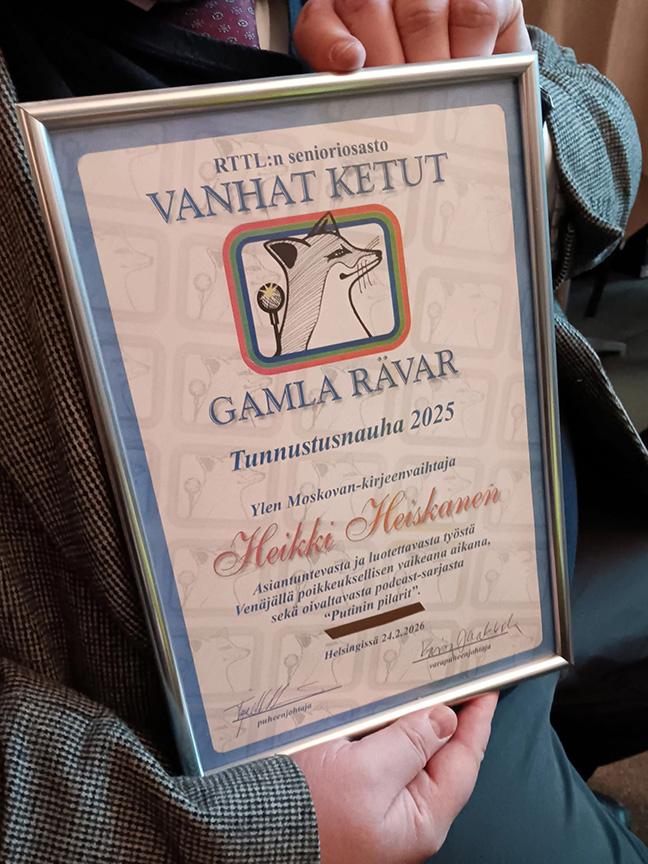 RTTL:n senioriosasto
VANHAT KETUT
GAMLA RÄVAR
Tunnustusnauha 2025
Ylen Moskovan-kirjeenvaihtaja
Heikki Heiskanen
Asiantuntevasta ja luotettavasta työstä
Venäjällä poikkeuksellisen vaikeana aikana,
sekä oivaltavasta podcast-sarjasta
“Putinin pilarit”.
Helsingissä 24.2.2026
varapuheenjohtaja
puheenjohtaja